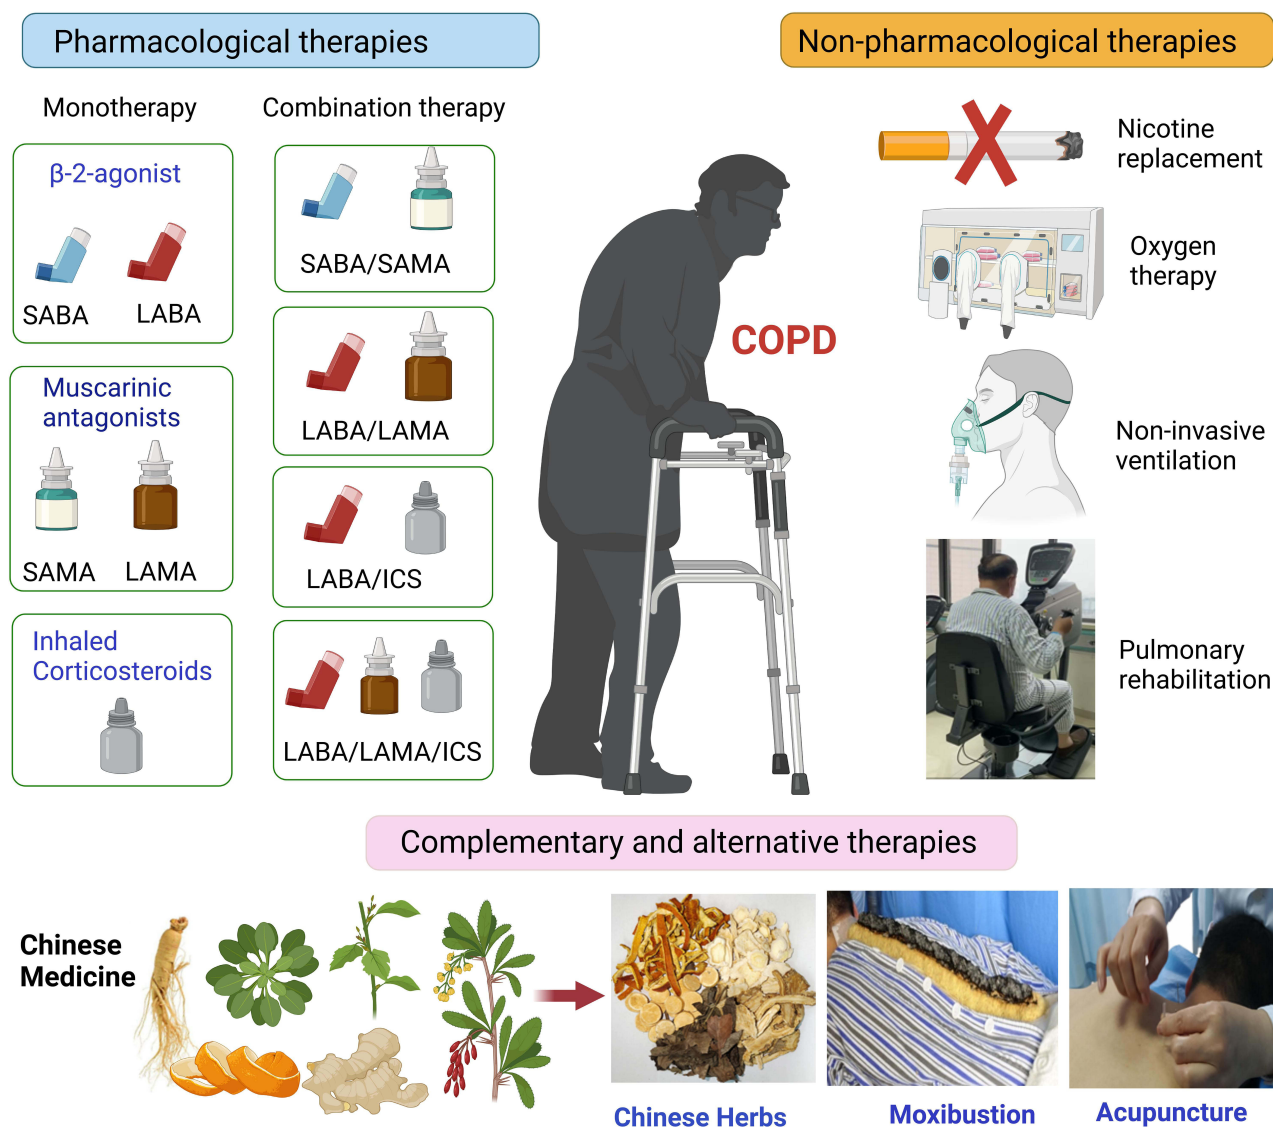 Pharmacological therapies
Non-pharmacological therapies
Monotherapy
Combination therapy
β-2-agonist
SABA
LABA
Muscarinic
antagonists
SAMA
LAMA
Inhaled
Corticosteroids
SABA/SAMA
LABA/LAMA
LABA/ICS
LABA/LAMA/ICS
COPD
Nicotine
replacement
Oxygen
therapy
Non-invasive
ventilation
Pulmonary
rehabilitation
Complementary and alternative therapies
Chinese
Medicine
Chinese Herbs
Moxibustion
Acupuncture